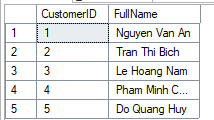 CustomerID FullName
1 1 Nguyen Van An
2 2 Tran Thi Bich
3 3 Le Hoang Nam
4 4 Pham Minh C...
5 5 Do Quang Huy